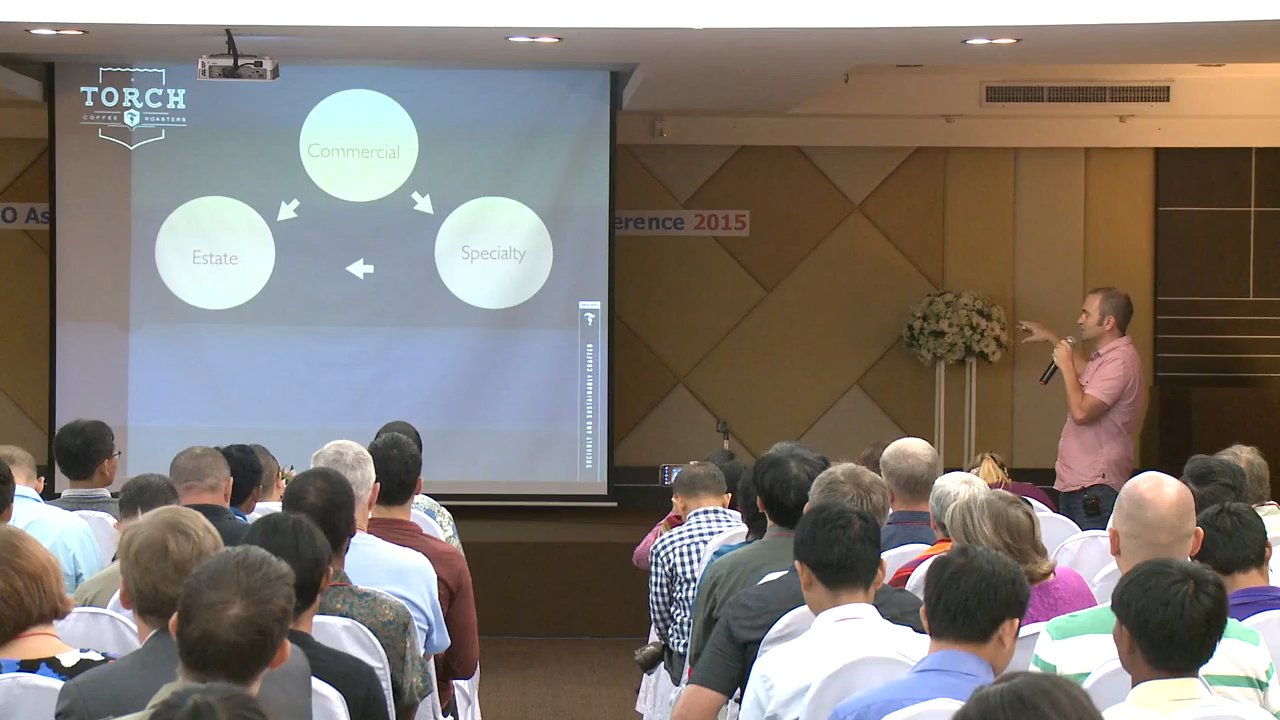 TORCH
COFFEE ROASTERS
Commercial
Estate
Specialty
O As
erence 2015
SOCIALLY AND SUSTAINABLY CRAFTED